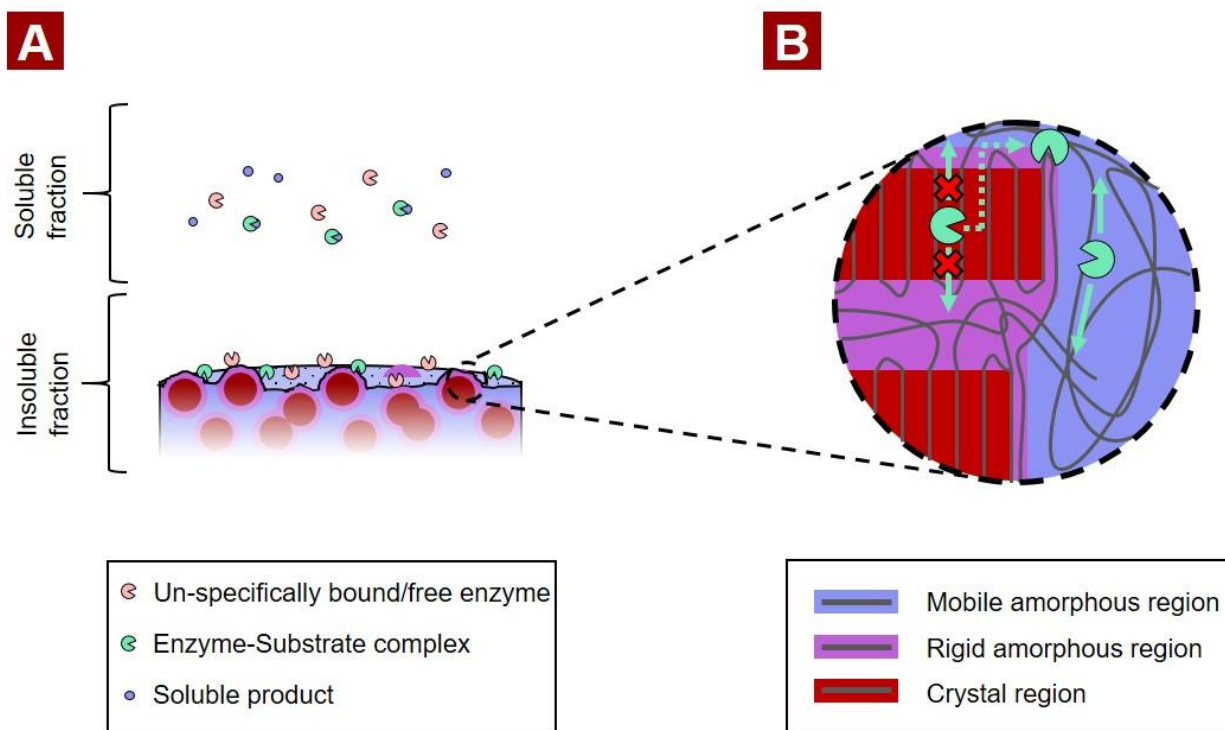 A
B
Soluble
fraction
Insoluble
fraction
Un-specifically bound/free enzyme
Enzyme-Substrate complex
Soluble product
Mobile amorphous region
Rigid amorphous region
Crystal region